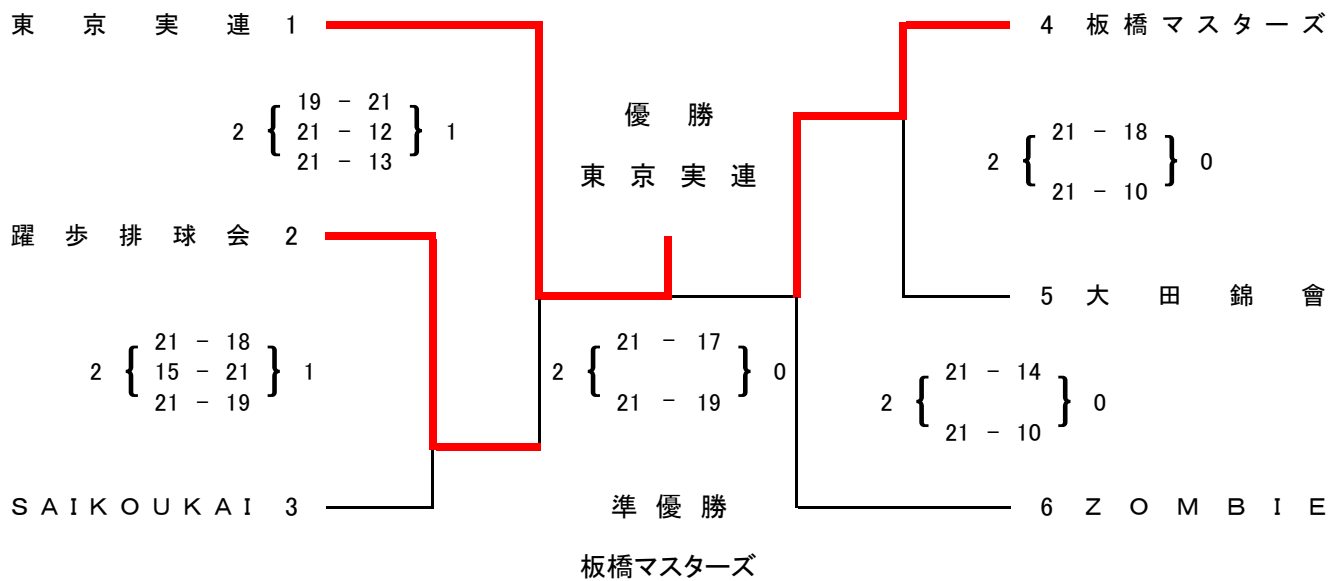 東京実連 1
4 板橋マスターズ
19 - 21
2 { 21 - 12 } 1
21 - 13
優勝
東京実連
21 - 18
2 { } 0
21 - 10
躍歩排球会 2
5 大田錦會
21 - 18
2 { 15 - 21 } 1
21 - 19
21 - 17
2 { } 0
21 - 19
21 - 14
2 { } 0
21 - 10
SAIKOUKAI 3
準優勝
6 ZOMBIE
板橋マスターズ